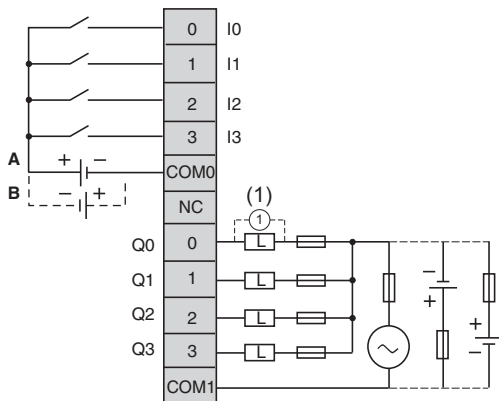 0 I0
1 I1
2 I2
3 I3
A + −
COM0
B − +
NC
(1)
1
Q0 0 L
Q1 1 L
Q2 2 L
Q3 3 L
− +
+ −
COM1